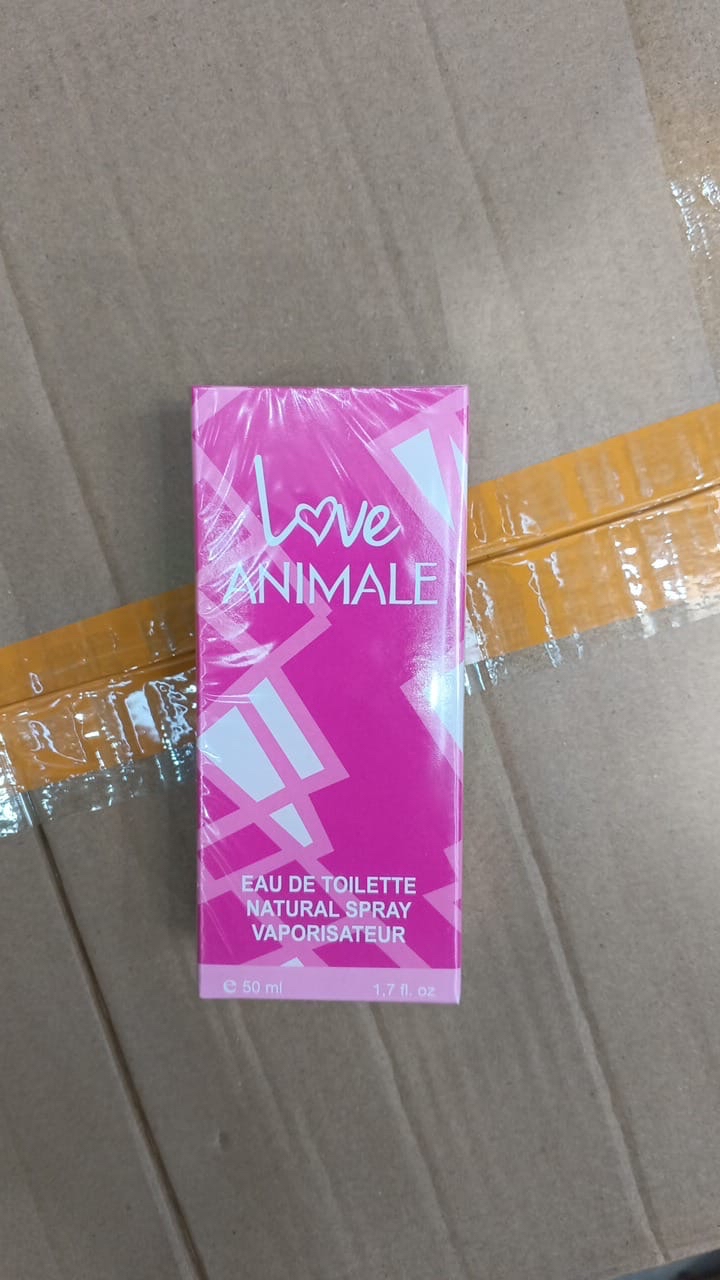 Love
ANIMALE
EAU DE TOILETTE
NATURAL SPRAY
VAPORISATEUR
℮ 50 ml 1,7 fl. oz